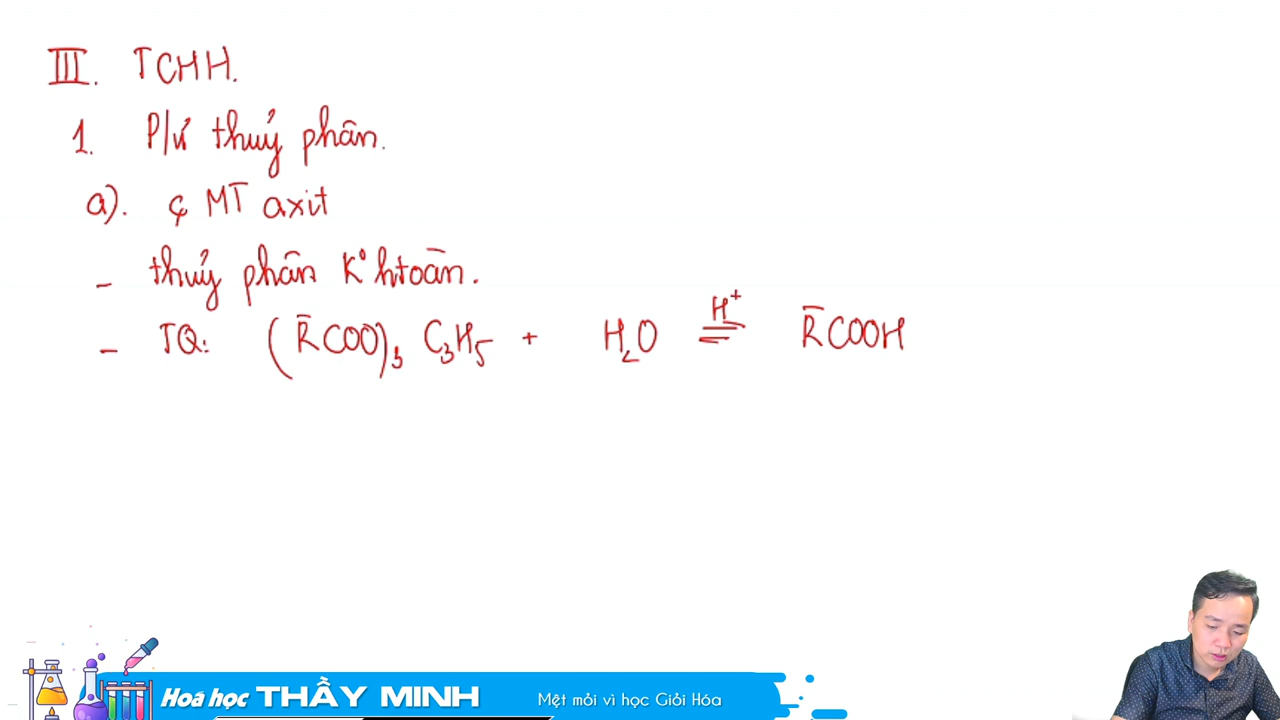 III. TCHH.
1. P/ứ thuỷ phân.
a). MT axit
- thuỷ phân K° htoàn.
- TQ: (R̄COO)₃ C₃H₅ + H₂O ⇌ H⁺ R̄COOH
Hoá học THẦY MINH
Mệt mỏi vì học Giỏi Hóa